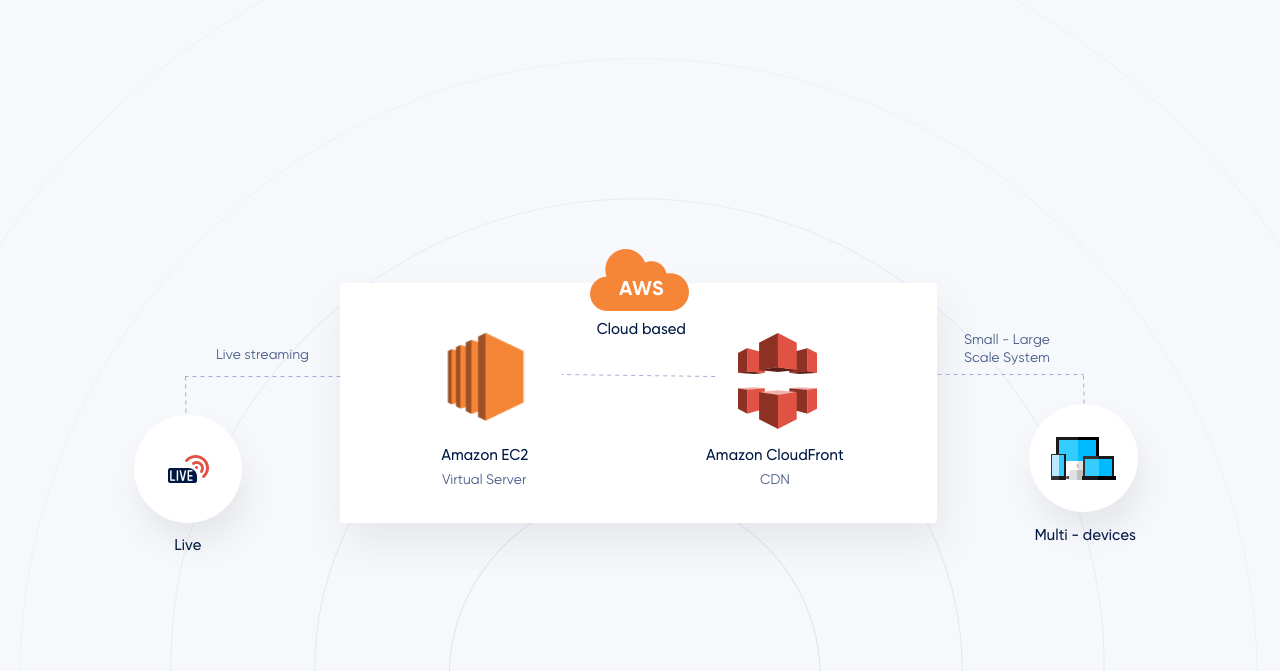 AWS
Cloud based
Live streaming
Small - Large
Scale System
LIVE
Live
Amazon EC2
Virtual Server
Amazon CloudFront
CDN
Multi - devices